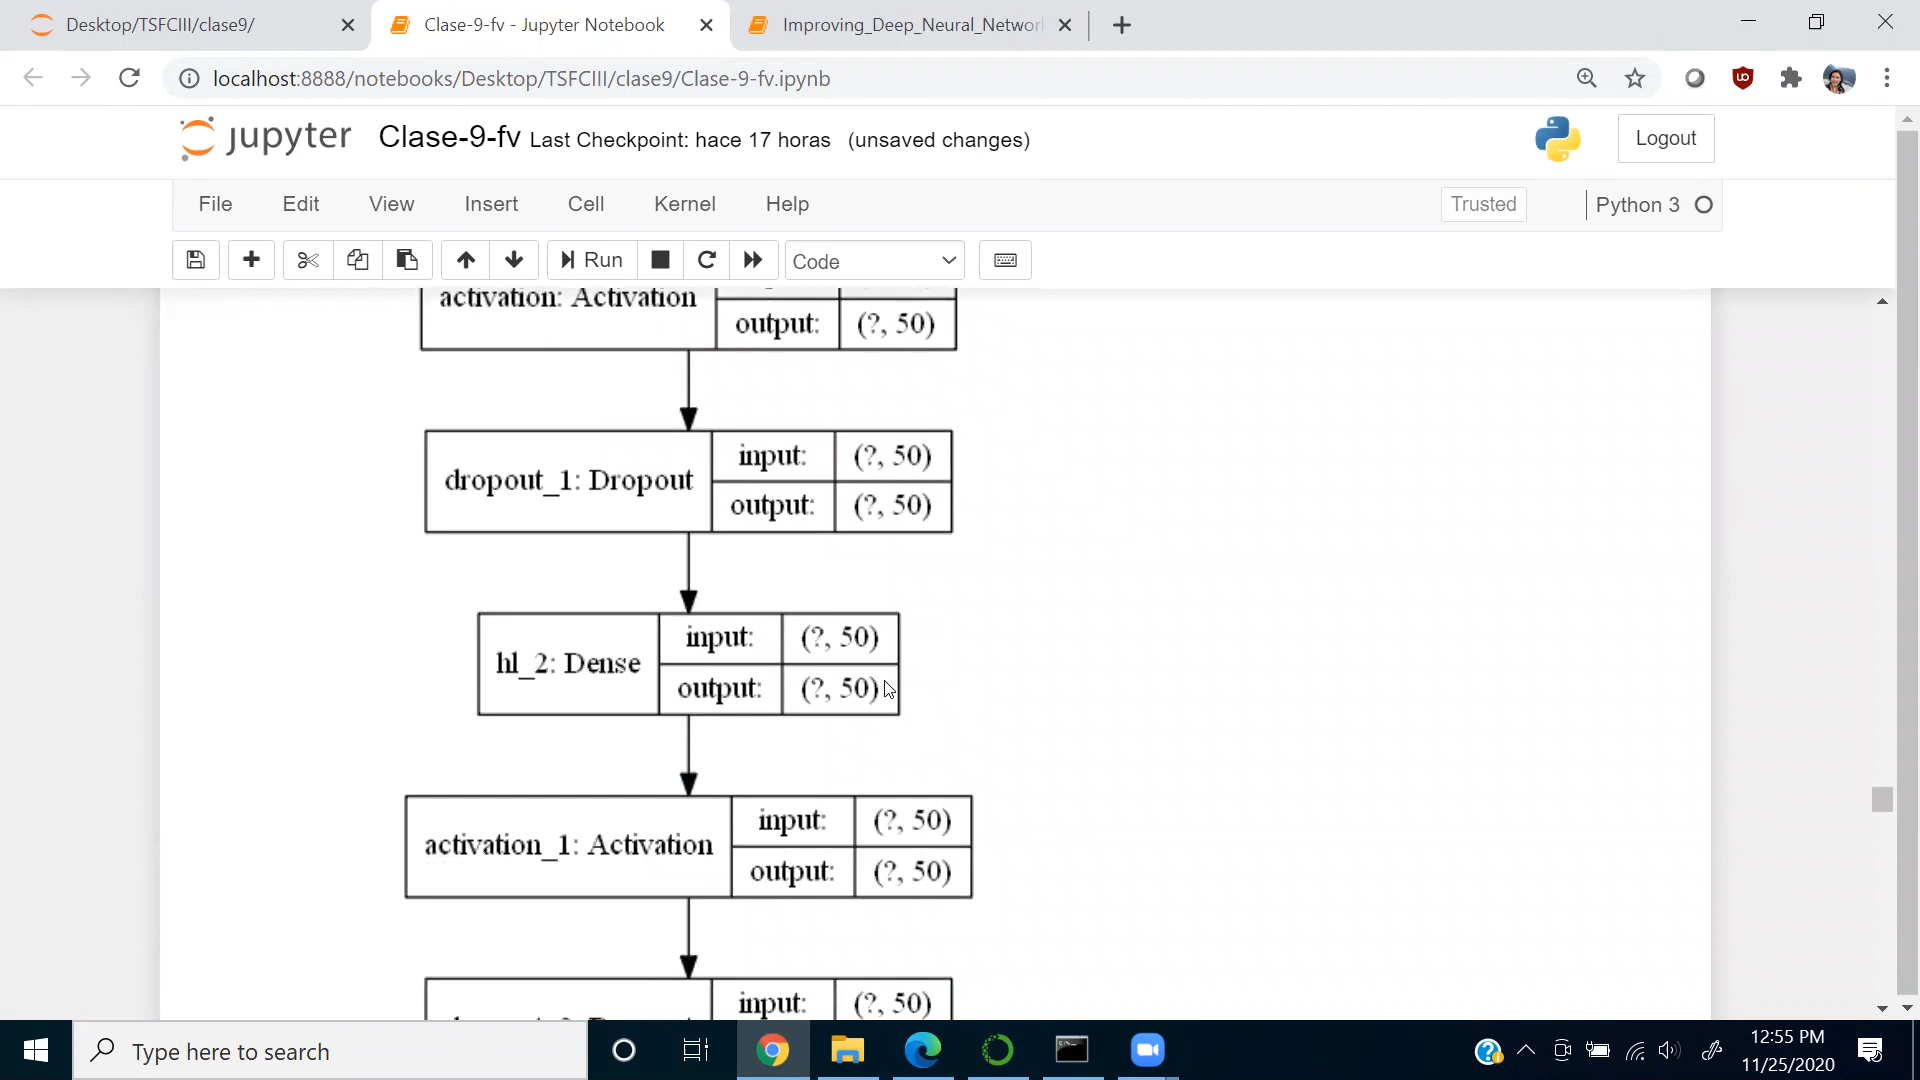 Desktop/TSFCIII/clase9/
Clase-9-fv - Jupyter Notebook
Improving_Deep_Neural_Network
localhost:8888/notebooks/Desktop/TSFCIII/clase9/Clase-9-fv.ipynb
jupyter Clase-9-fv Last Checkpoint: hace 17 horas (unsaved changes)
Logout
File Edit View Insert Cell Kernel Help
Trusted
Python 3
Run
Code
activation: Activation
output: (?, 50)
dropout_1: Dropout
input: (?, 50)
output: (?, 50)
hl_2: Dense
input: (?, 50)
output: (?, 50)
activation_1: Activation
input: (?, 50)
output: (?, 50)
input: (?, 50)
Type here to search
12:55 PM
11/25/2020